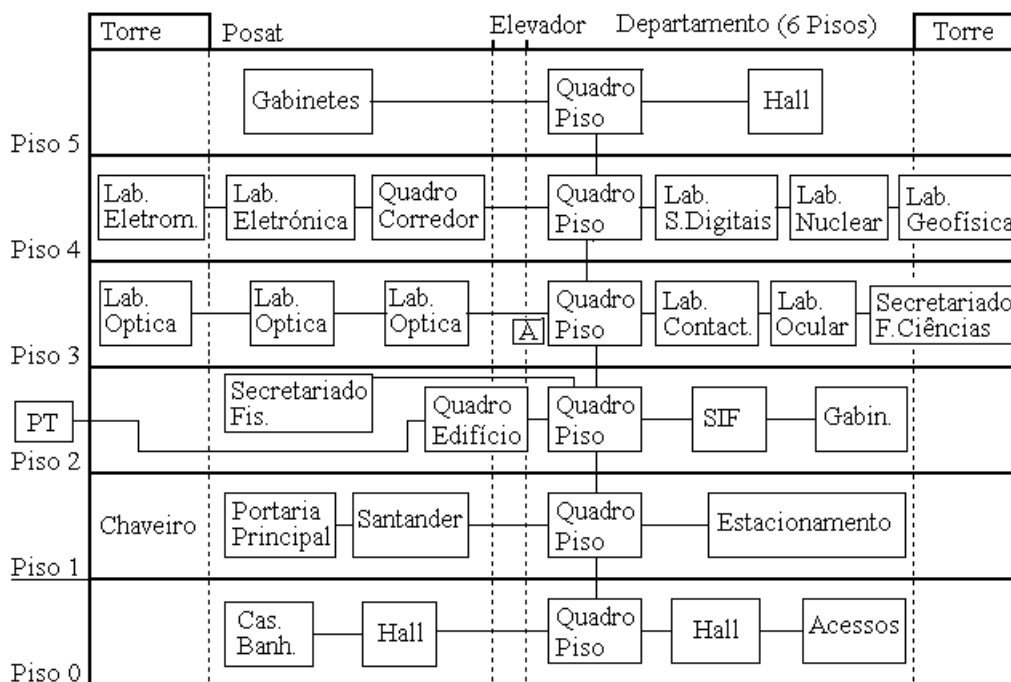 Torre
Posat
Elevador
Departamento (6 Pisos)
Torre
Gabinetes
Quadro
Piso
Hall
Piso 5
Lab.
Eletrom.
Lab.
Eletrónica
Quadro
Corredor
Quadro
Piso
Lab.
S.Digitais
Lab.
Nuclear
Lab.
Geofísica
Piso 4
Lab.
Optica
Lab.
Optica
Lab.
Optica
A
Quadro
Piso
Lab.
Contact.
Lab.
Ocular
Secretariado
F.Ciências
Piso 3
PT
Secretariado
Fis.
Quadro
Edifício
Quadro
Piso
SIF
Gabin.
Piso 2
Chaveiro
Portaria
Principal
Santander
Quadro
Piso
Estacionamento
Piso 1
Cas.
Banh.
Hall
Quadro
Piso
Hall
Acessos
Piso 0